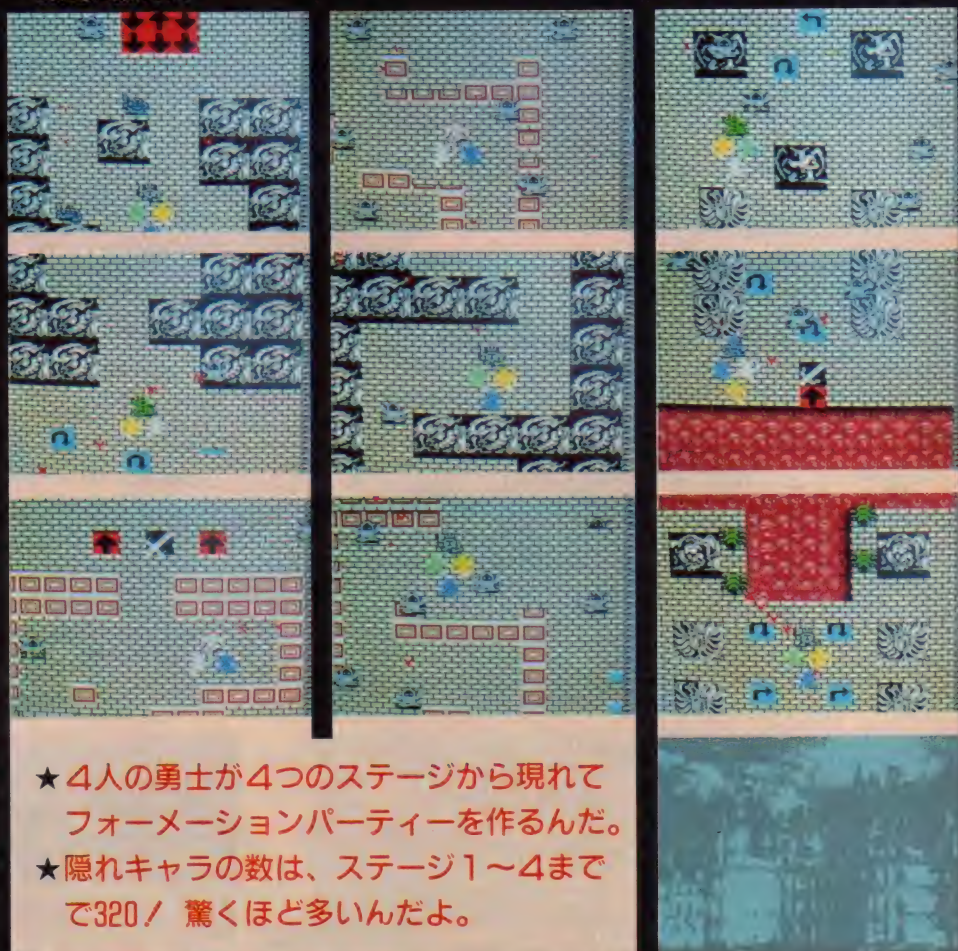 ★4人の勇士が4つのステージから現れて
フォーメーションパーティーを作るんだ。
★隠れキャラの数は、ステージ1〜4まで
で320! 驚くほど多いんだよ。